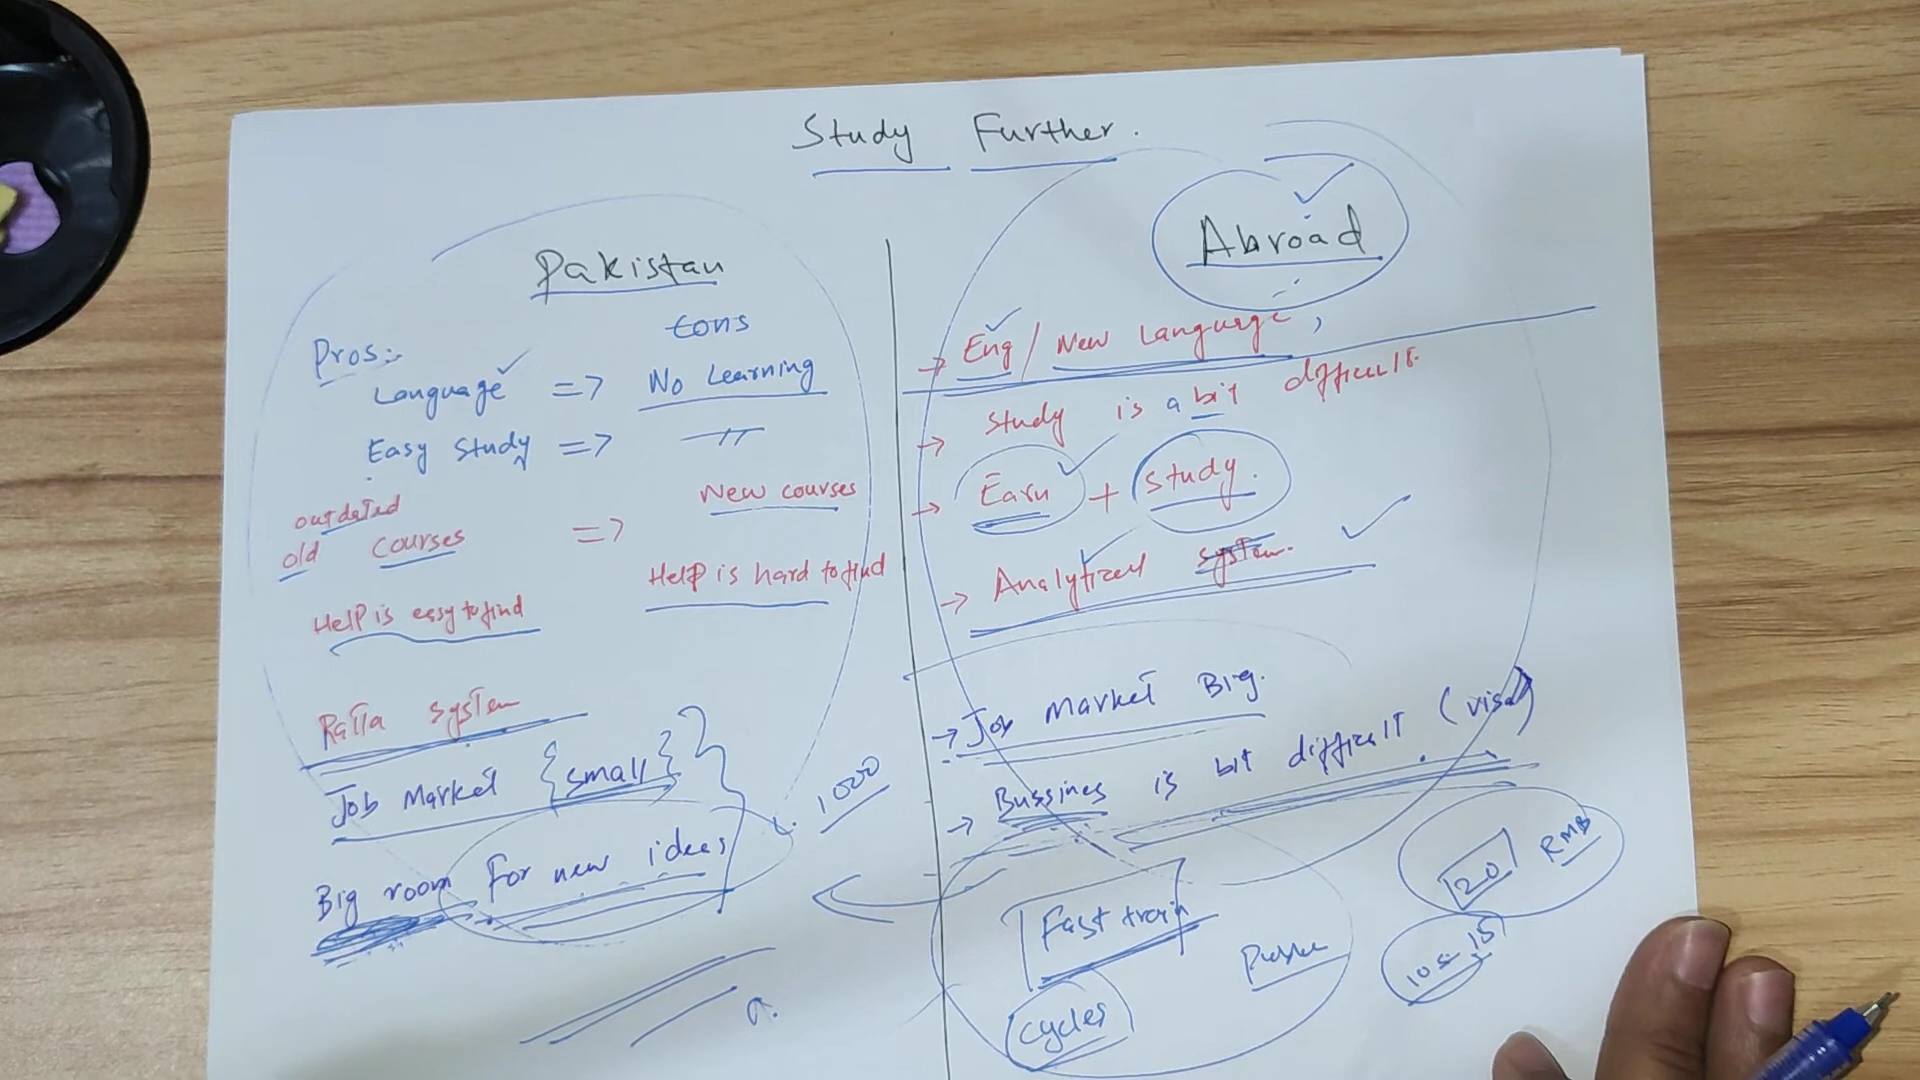 Study Further.
Pakistan
Pros:-
Cons
Language => No Learning
Easy Study => —"—
outdated
old courses => New courses
Help is easy to find
Help is hard to find
Ratta system
Job Market {small}
1000
Big room for new idees
Abroad
→ Eng / New Language,
→ Study is a bit difficult.
→ Earn + study.
→ Analytical system.
→ Job Market Big.
→ Bussines is bit difficult (visa)
Fast train
cycles
20 RMB
10 15